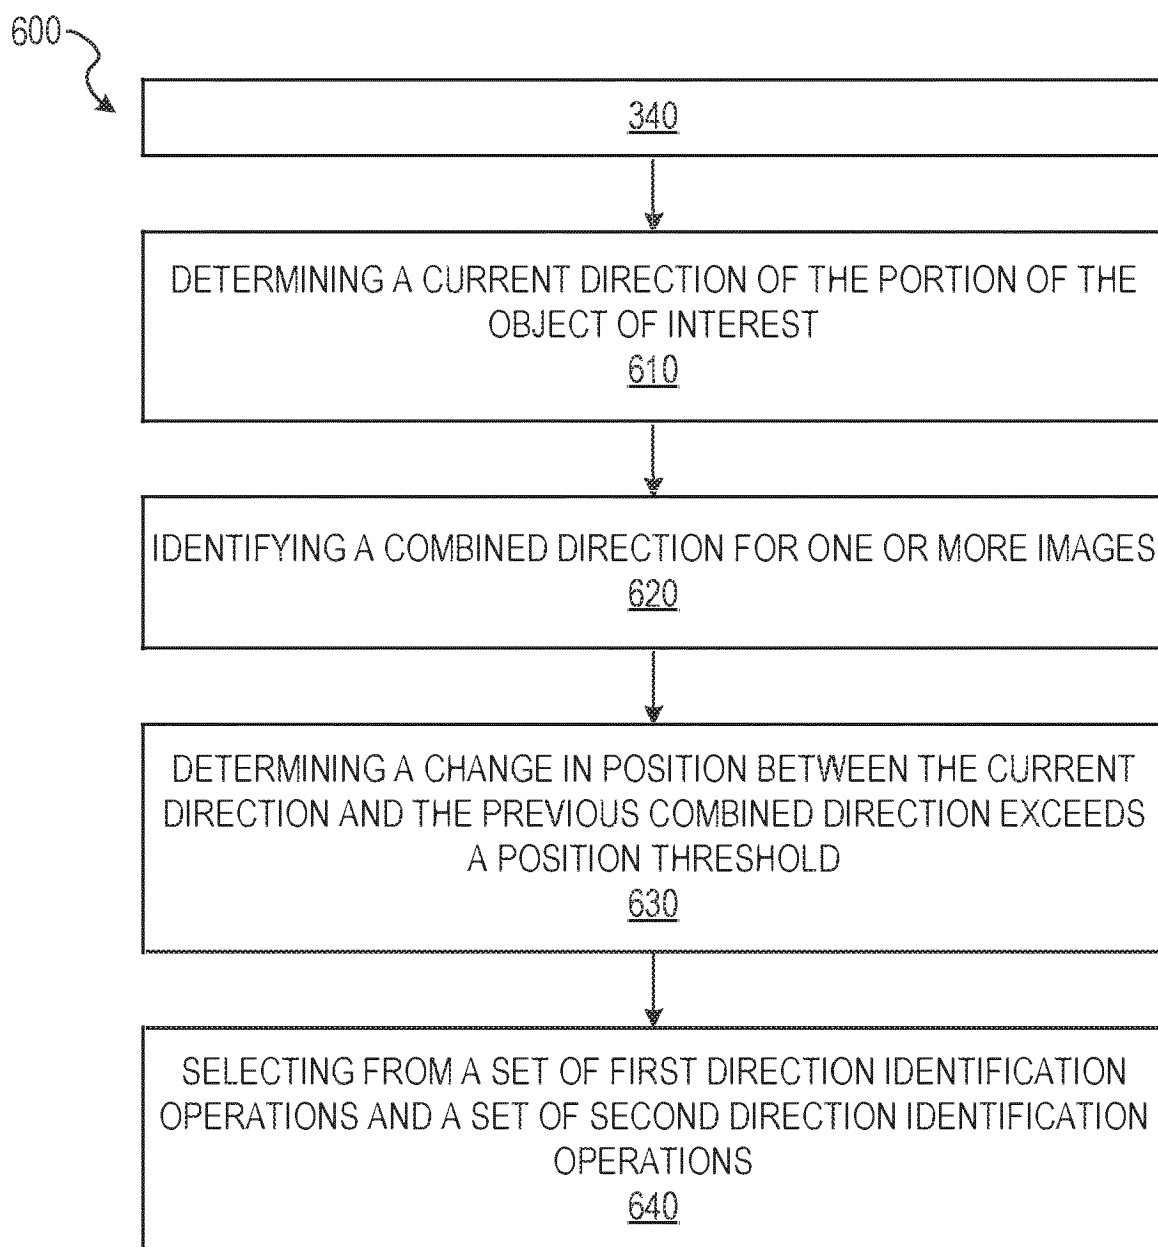 600
340
DETERMINING A CURRENT DIRECTION OF THE PORTION OF THE
OBJECT OF INTEREST
610
IDENTIFYING A COMBINED DIRECTION FOR ONE OR MORE IMAGES
620
DETERMINING A CHANGE IN POSITION BETWEEN THE CURRENT
DIRECTION AND THE PREVIOUS COMBINED DIRECTION EXCEEDS
A POSITION THRESHOLD
630
SELECTING FROM A SET OF FIRST DIRECTION IDENTIFICATION
OPERATIONS AND A SET OF SECOND DIRECTION IDENTIFICATION
OPERATIONS
640